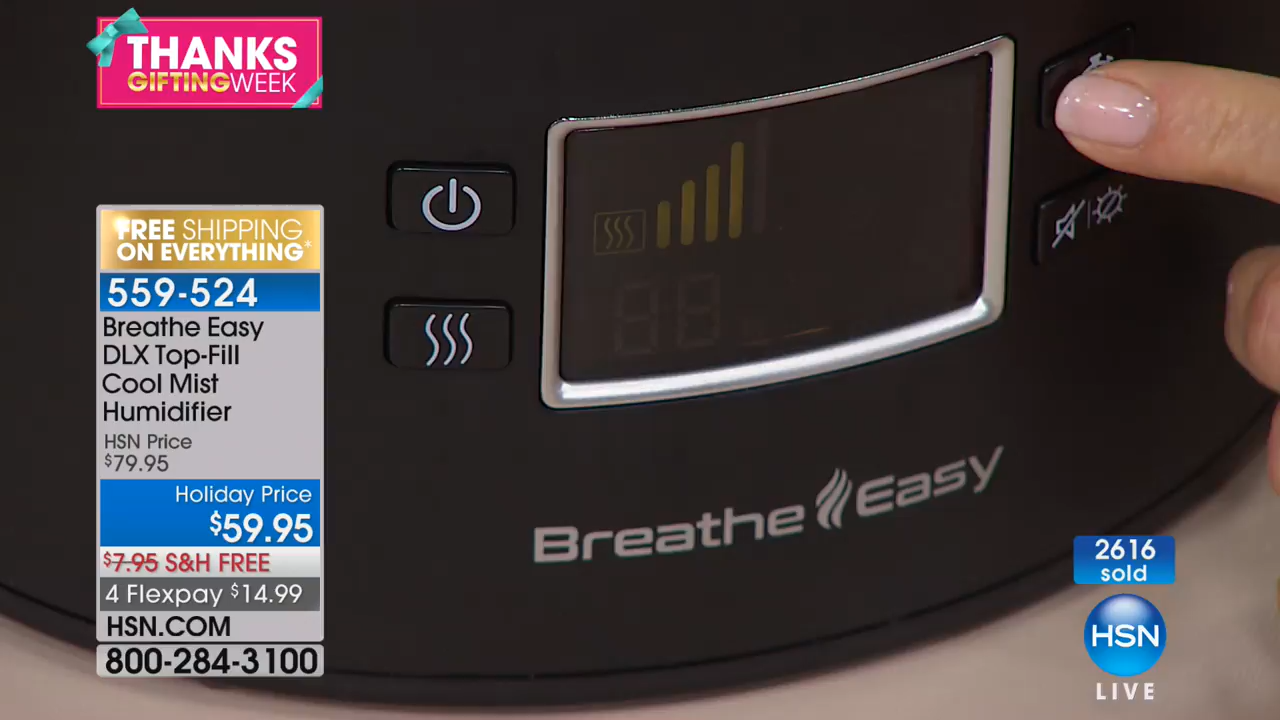 THANKS
GIFTINGWEEK
FREE SHIPPING
ON EVERYTHING*
559-524
Breathe Easy
DLX Top-Fill
Cool Mist
Humidifier
HSN Price
$79.95
Holiday Price
$59.95
$7.95 S&H FREE
4 Flexpay $14.99
HSN.COM
800-284-3100
Breathe Easy
2616
sold
HSN
LIVE